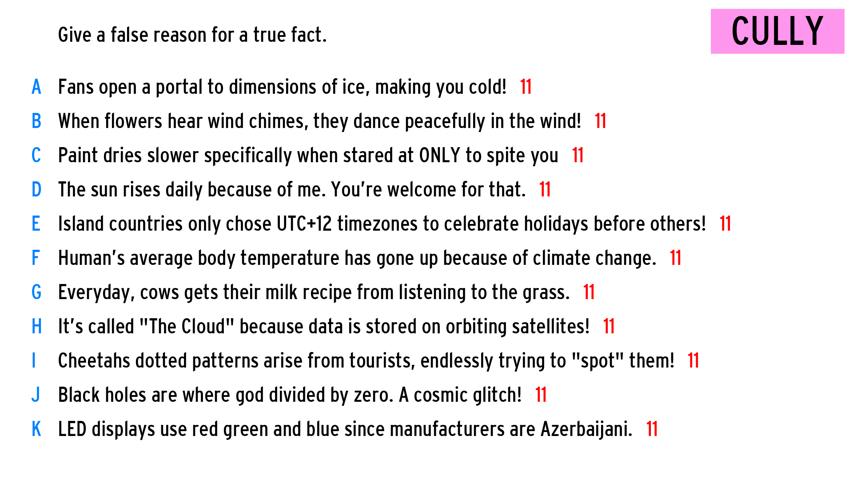 Give a false reason for a true fact.
CULLY
A Fans open a portal to dimensions of ice, making you cold! 11
B When flowers hear wind chimes, they dance peacefully in the wind! 11
C Paint dries slower specifically when stared at ONLY to spite you 11
D The sun rises daily because of me. You're welcome for that. 11
E Island countries only chose UTC+12 timezones to celebrate holidays before others! 11
F Human's average body temperature has gone up because of climate change. 11
G Everyday, cows gets their milk recipe from listening to the grass. 11
H It's called "The Cloud" because data is stored on orbiting satellites! 11
I Cheetahs dotted patterns arise from tourists, endlessly trying to "spot" them! 11
J Black holes are where god divided by zero. A cosmic glitch! 11
K LED displays use red green and blue since manufacturers are Azerbaijani. 11